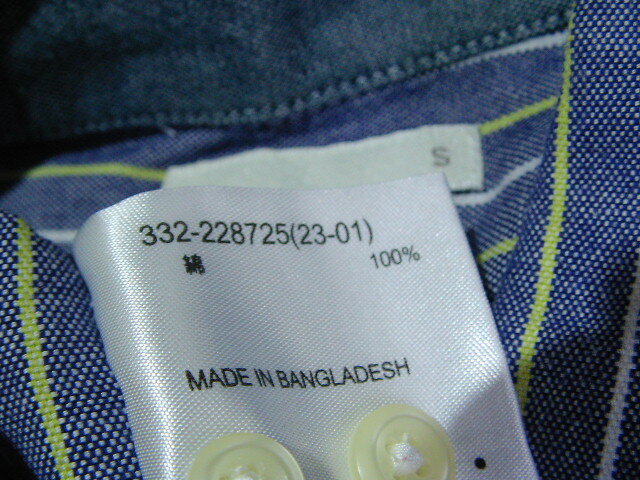 S
332-228725(23-01)
綿 100%
MADE IN BANGLADESH